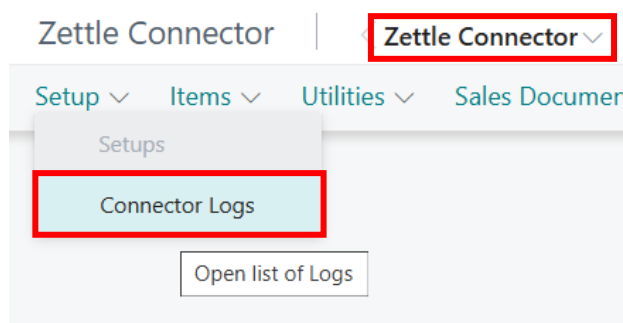 Zettle Connector Zettle Connector
Setup Items Utilities Sales Documen
Setups
Connector Logs
Open list of Logs